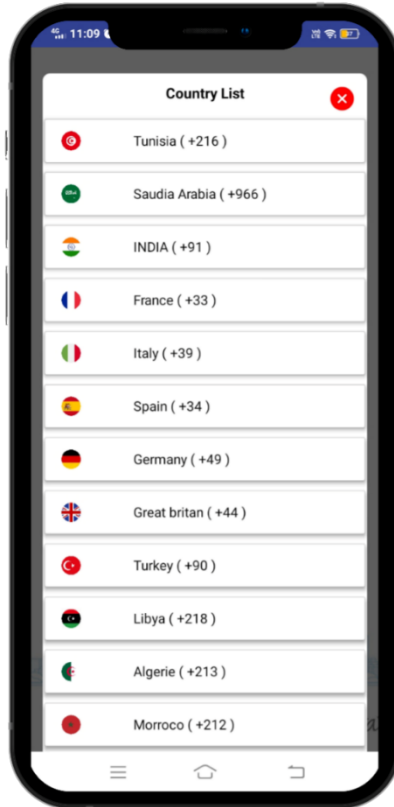 4G 11:09
Country List
Tunisia ( +216 )
Saudia Arabia ( +966 )
INDIA ( +91 )
France ( +33 )
Italy ( +39 )
Spain ( +34 )
Germany ( +49 )
Great britan ( +44 )
Turkey ( +90 )
Libya ( +218 )
Algerie ( +213 )
Morroco ( +212 )